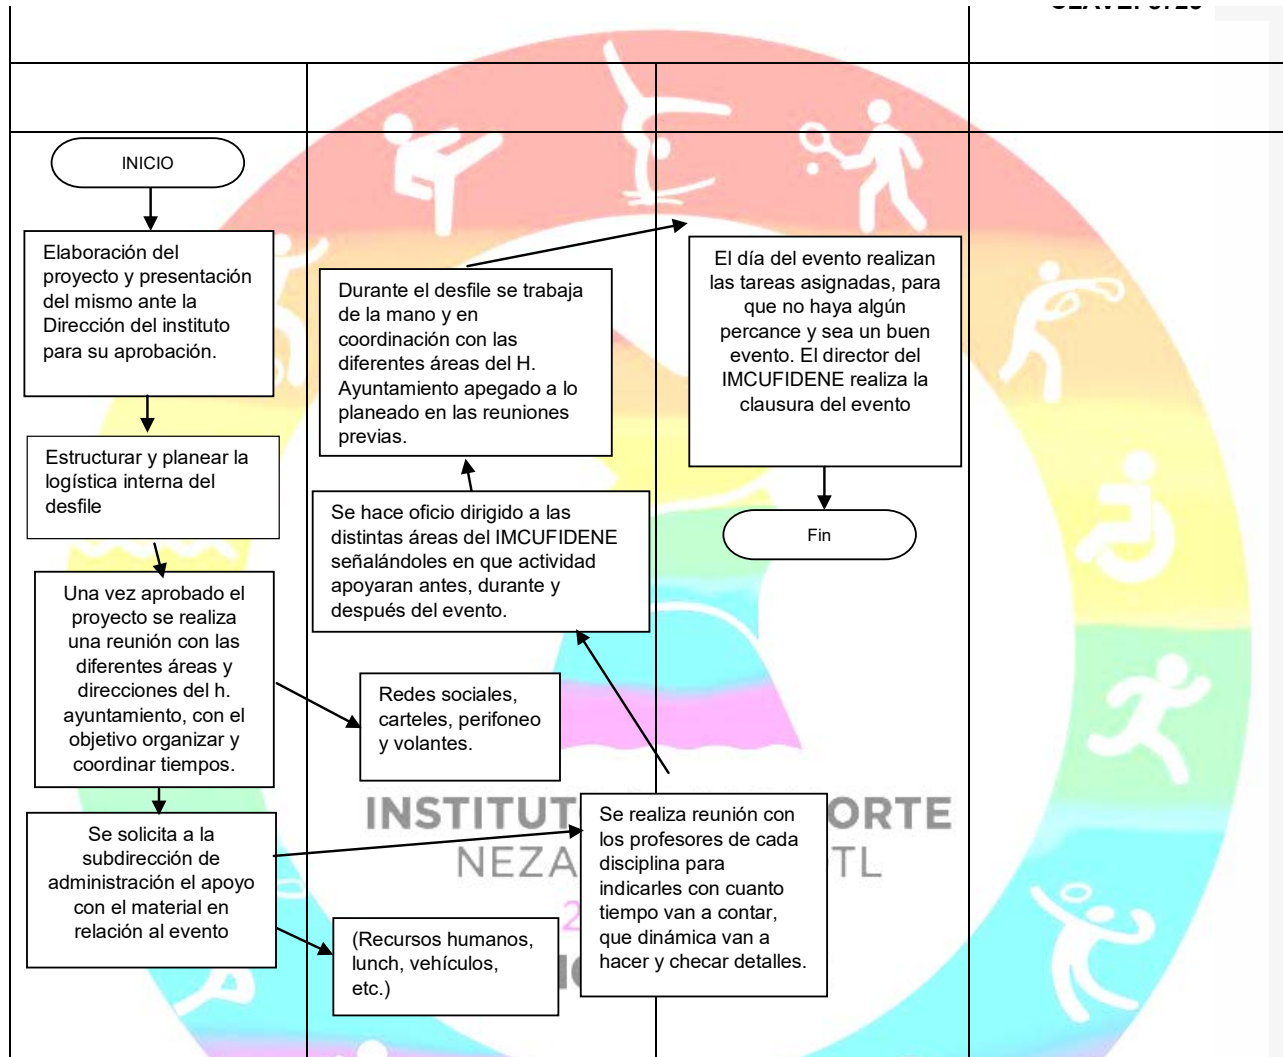 INICIO
Elaboración del
proyecto y presentación
del mismo ante la
Dirección del instituto
para su aprobación.
Estructurar y planear la
logística interna del
desfile
Una vez aprobado el
proyecto se realiza
una reunión con las
diferentes áreas y
direcciones del h.
ayuntamiento, con el
objetivo organizar y
coordinar tiempos.
Se solicita a la
subdirección de
administración el apoyo
con el material en
relación al evento
Redes sociales,
carteles, perifoneo
y volantes.
(Recursos humanos,
lunch, vehículos,
etc.)
Se realiza reunión con
los profesores de cada
disciplina para
indicarles con cuanto
tiempo van a contar,
que dinámica van a
hacer y checar detalles.
Se hace oficio dirigido a las
distintas áreas del IMCUFIDENE
señalándoles en que actividad
apoyaran antes, durante y
después del evento.
Durante el desfile se trabaja
de la mano y en
coordinación con las
diferentes áreas del H.
Ayuntamiento apegado a lo
planeado en las reuniones
previas.
El día del evento realizan
las tareas asignadas, para
que no haya algún
percance y sea un buen
evento. El director del
IMCUFIDENE realiza la
clausura del evento
Fin
INSTITUT ORTE
NEZA TL